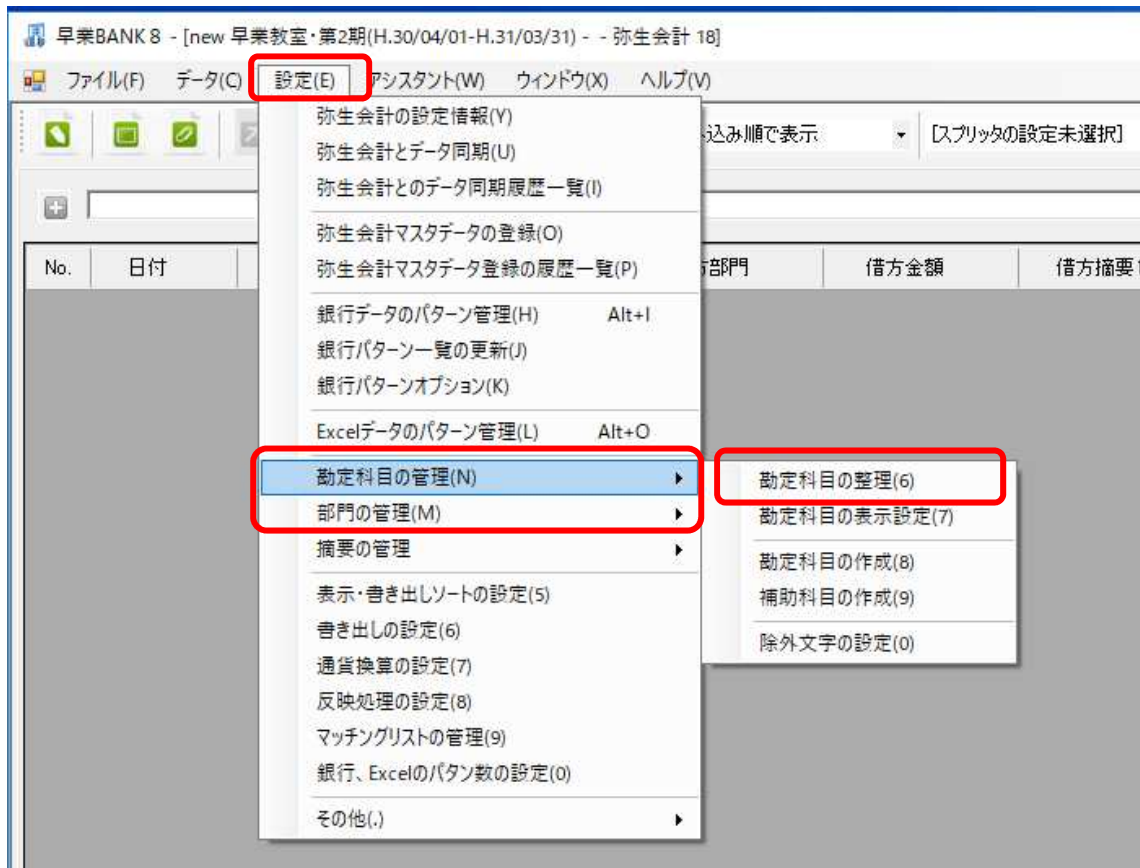 早業BANK 8 - [new 早業教室・第2期(H.30/04/01-H.31/03/31) - - 弥生会計 18]
ファイル(F) データ(C) 設定(E) アシスタント(W) ウィンドウ(X) ヘルプ(V)
込み順で表示 [スプリッタの設定未選択]
No. 日付 部門 借方金額 借方摘要
弥生会計の設定情報(Y)
弥生会計とデータ同期(U)
弥生会計とのデータ同期履歴一覧(I)
弥生会計マスタデータの登録(O)
弥生会計マスタデータ登録の履歴一覧(P)
銀行データのパターン管理(H) Alt+I
銀行パターン一覧の更新(J)
銀行パターンオプション(K)
Excelデータのパターン管理(L) Alt+O
勘定科目の管理(N)
部門の管理(M)
摘要の管理
表示・書き出しソートの設定(5)
書き出しの設定(6)
通貨換算の設定(7)
反映処理の設定(8)
マッチングリストの管理(9)
銀行、Excelのパタン数の設定(0)
その他(.)
勘定科目の整理(6)
勘定科目の表示設定(7)
勘定科目の作成(8)
補助科目の作成(9)
除外文字の設定(0)